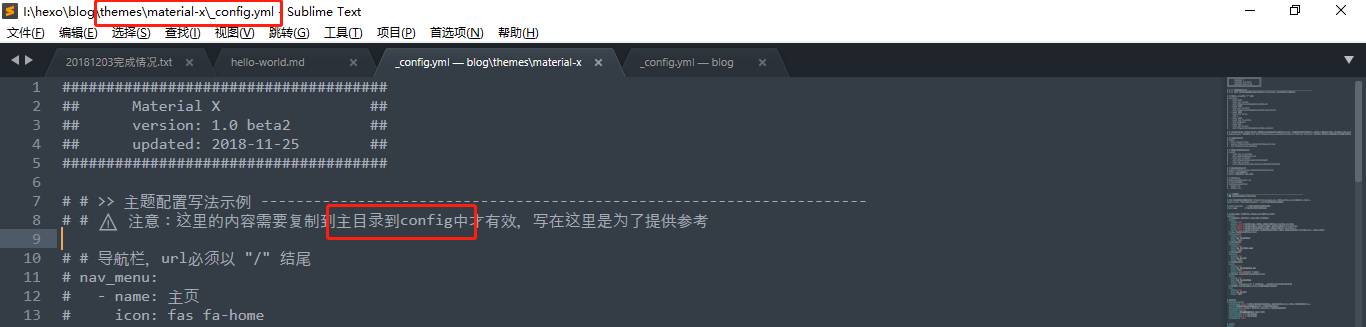 I:\hexo\blog\themes\material-x\_config.yml - Sublime Text
文件(F) 编辑(E) 选择(S) 查找(I) 视图(V) 跳转(G) 工具(T) 项目(P) 首选项(N) 帮助(H)
20181203完成情况.txt hello-world.md _config.yml — blog\themes\material-x _config.yml — blog
1 #####################################
2 ## Material X ##
3 ## version: 1.0 beta2 ##
4 ## updated: 2018-11-25 ##
5 #####################################
6
7 # # >> 主题配置写法示例 ---------------------------------------------------------------------
8 # # ⚠ 注意：这里的内容需要复制到主目录到config中才有效，写在这里是为了提供参考
9
10 # # 导航栏，url必须以 "/" 结尾
11 # nav_menu:
12 #   - name: 主页
13 #     icon: fas fa-home